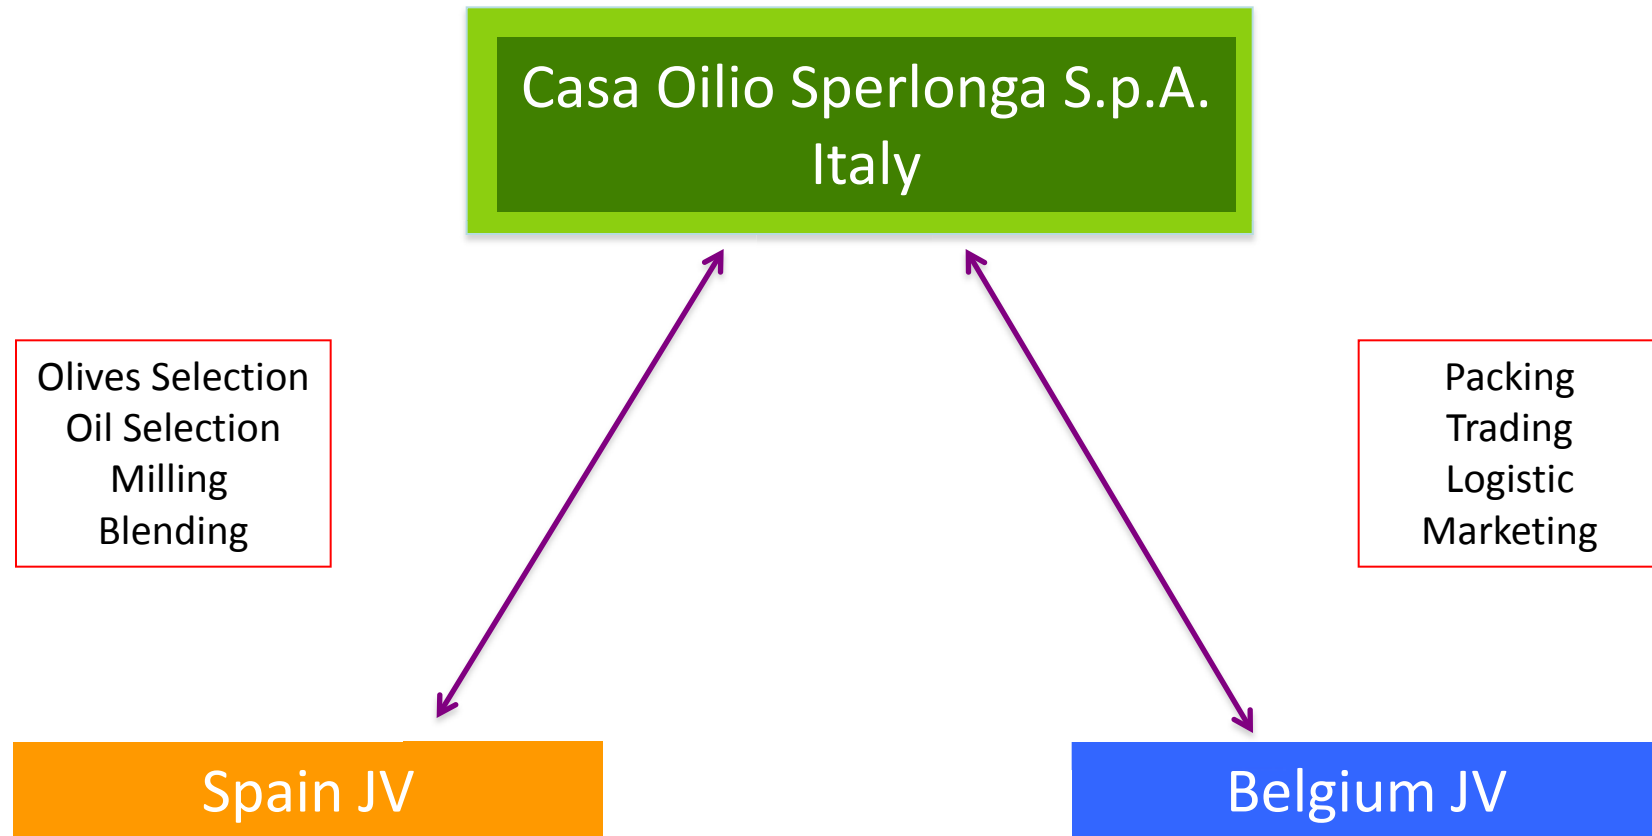 Casa Oilio Sperlonga S.p.A.
Italy
Olives Selection
Oil Selection
Milling
Blending
Packing
Trading
Logistic
Marketing
Spain JV
Belgium JV